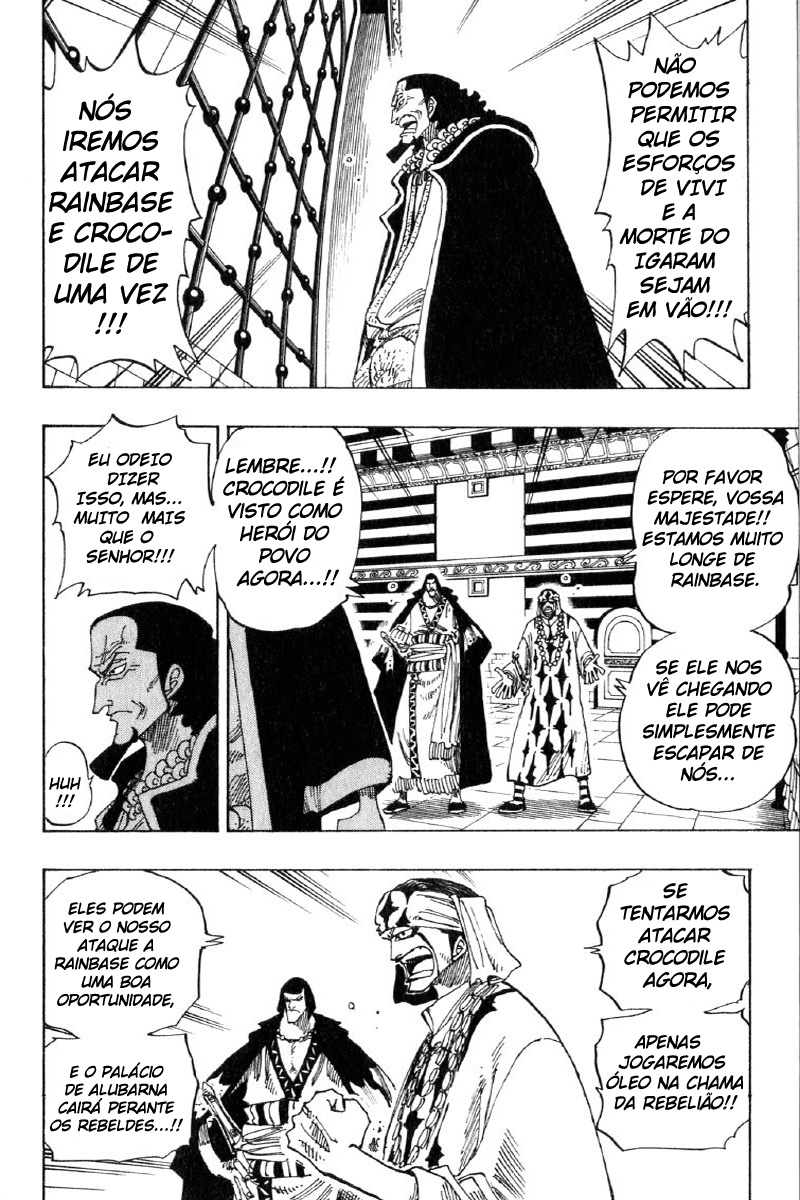 NÃO
PODEMOS
PERMITIR
QUE OS
ESFORÇOS
DE VIVI
E A
MORTE DO
IGARAM
SEJAM
EM VÃO!!!
NÓS
IREMOS
ATACAR
RAINBASE
E CROCO-
DILE DE
UMA VEZ
!!!
POR FAVOR
ESPERE, VOSSA
MAJESTADE!!
ESTAMOS MUITO
LONGE DE
RAINBASE.
SE ELE NOS
VÊ CHEGANDO
ELE PODE
SIMPLESMENTE
ESCAPAR DE
NÓS...
LEMBRE...!!
CROCODILE É
VISTO COMO
HERÓI DO
POVO
AGORA...!!
EU ODEIO
DIZER
ISSO, MAS...
MUITO MAIS
QUE O
SENHOR!!!
HUH
!!!
SE
TENTARMOS
ATACAR
CROCODILE
AGORA,
APENAS
JOGAREMOS
ÓLEO NA CHAMA
DA REBELIÃO!!
ELES PODEM
VER O NOSSO
ATAQUE A
RAINBASE COMO
UMA BOA
OPORTUNIDADE,
E O PALÁCIO
DE ALUBARNA
CAIRÁ PERANTE
OS REBELDES...!!